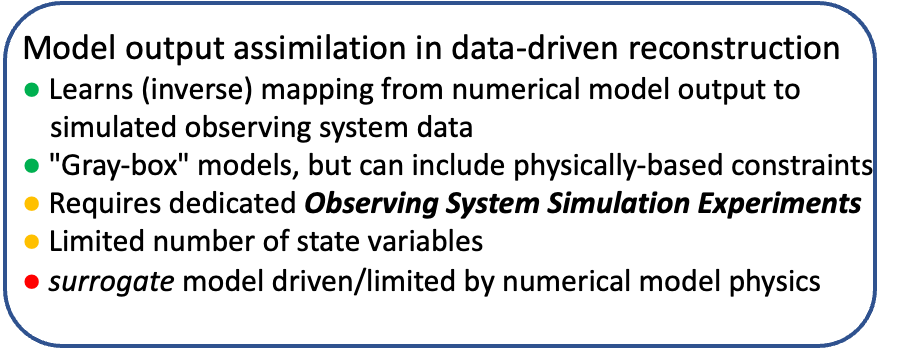 Model output assimilation in data-driven reconstruction
● Learns (inverse) mapping from numerical model output to
simulated observing system data
● "Gray-box" models, but can include physically-based constraints
● Requires dedicated Observing System Simulation Experiments
● Limited number of state variables
● surrogate model driven/limited by numerical model physics